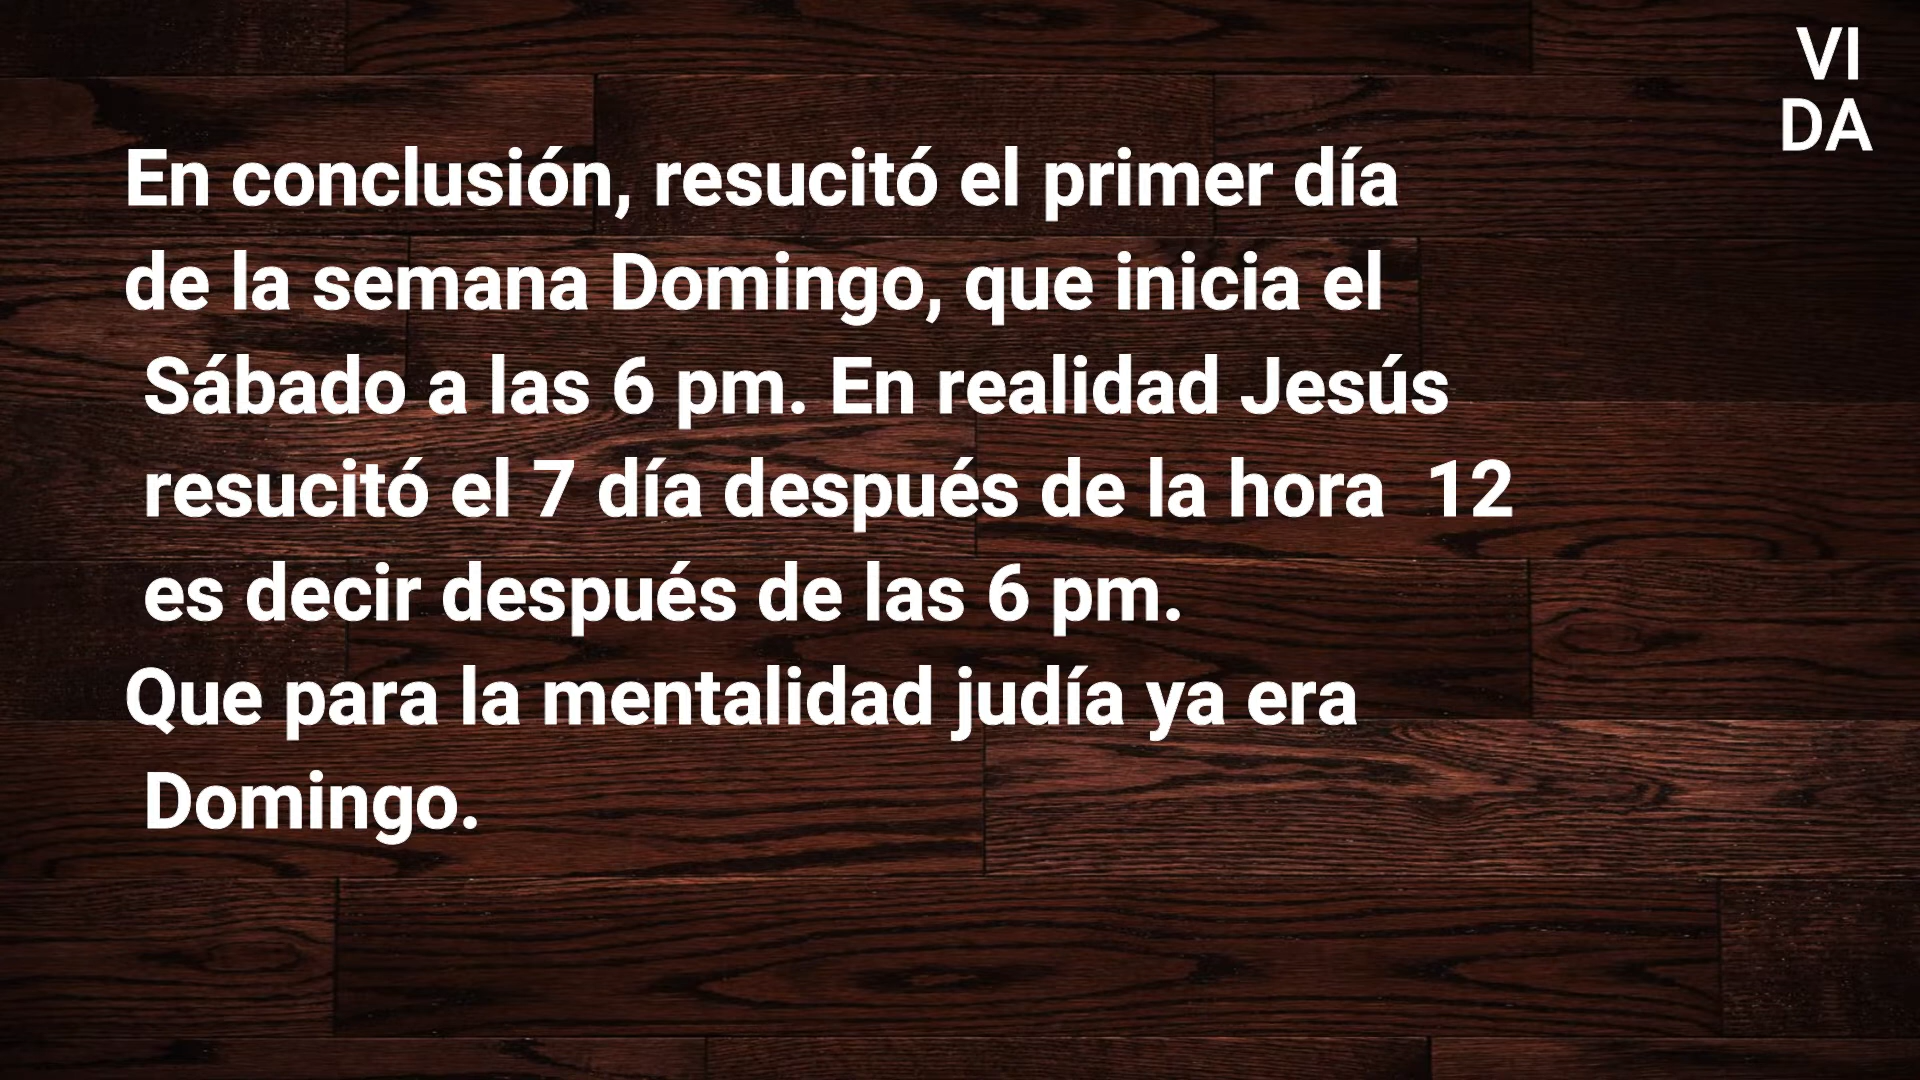 VI
DA
En conclusión, resucitó el primer día
de la semana Domingo, que inicia el
Sábado a las 6 pm. En realidad Jesús
resucitó el 7 día después de la hora  12
es decir después de las 6 pm.
Que para la mentalidad judía ya era
Domingo.